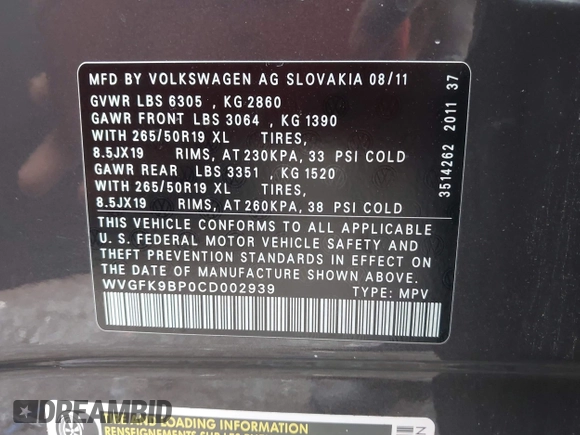 MFD BY VOLKSWAGEN AG SLOVAKIA 08/11
GVWR LBS 6305 , KG 2860
GAWR FRONT LBS 3064 , KG 1390
WITH 265/50R19 XL TIRES,
8.5JX19 RIMS, AT 230KPA, 33 PSI COLD
GAWR REAR LBS 3351 , KG 1520
WITH 265/50R19 XL TIRES,
8.5JX19 RIMS, AT 260KPA, 38 PSI COLD
THIS VEHICLE CONFORMS TO ALL APPLICABLE
U. S. FEDERAL MOTOR VEHICLE SAFETY AND
THEFT PREVENTION STANDARDS IN EFFECT ON
THE DATE OF MANUFACTURE SHOWN ABOVE.
WVGFK9BP0CD002939 TYPE: MPV
3514262 2011 37
DREAMBID
TIRE AND LOADING INFORMATION